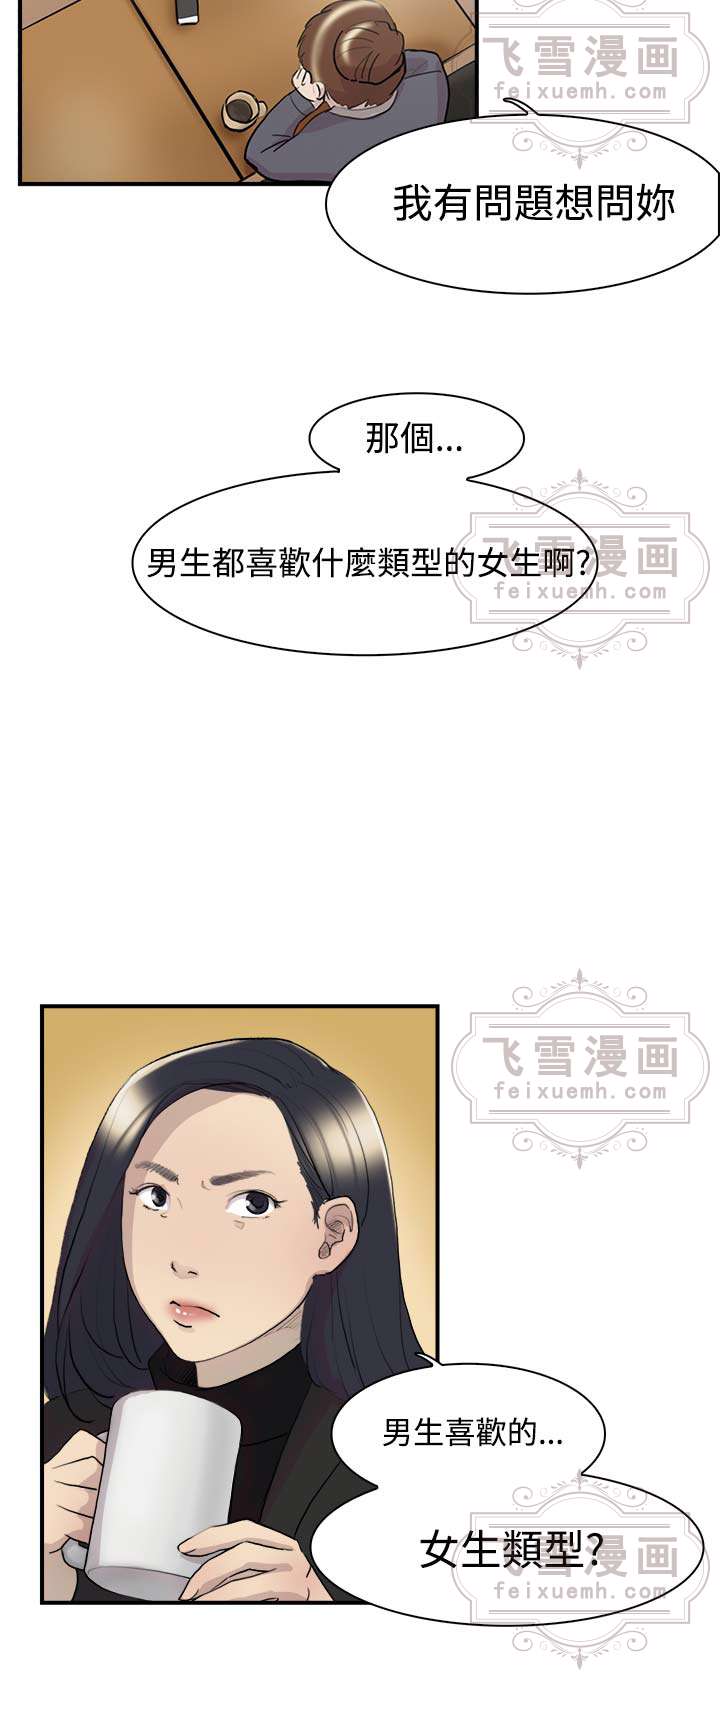 飞雪漫画
feixuemh.com
我有問題想問妳
那個...
飞雪漫画
男生都喜歡什麼類型的女生啊?
feixuemh.com
飞雪漫画
feixuemh.com
男生喜歡的...
女生類型?
飞雪漫画
feixuemh.com